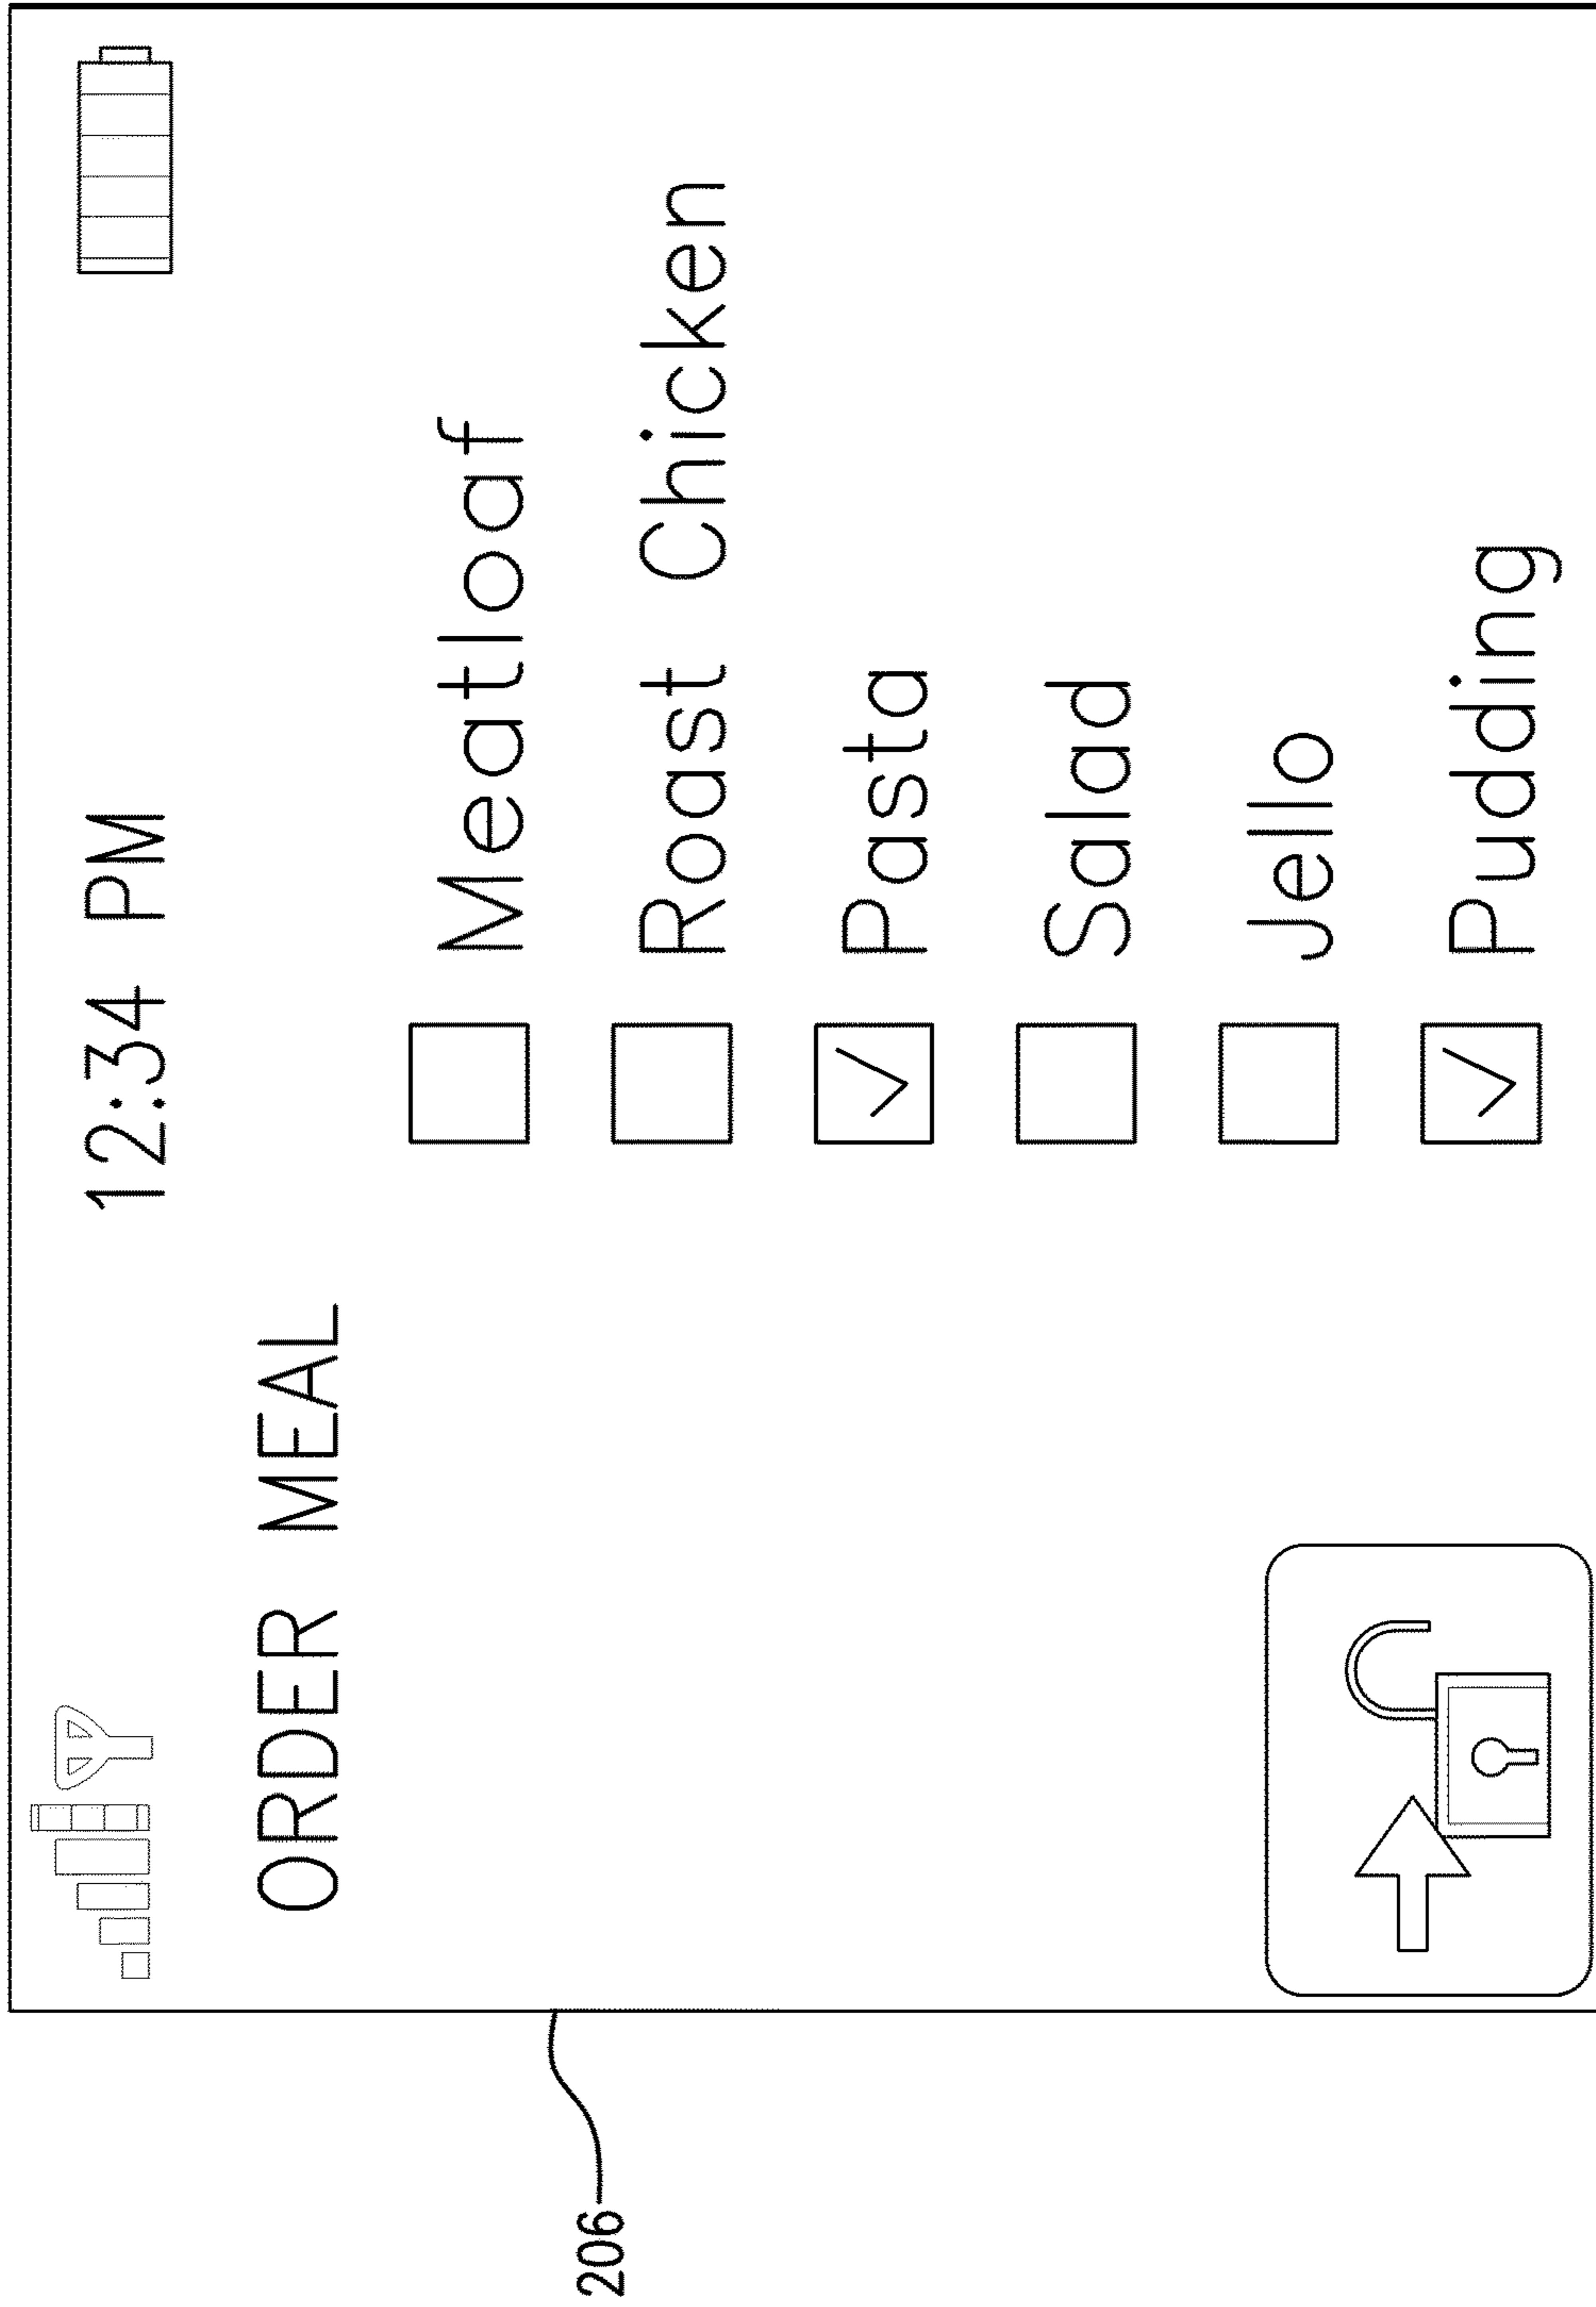 12:34 PM
ORDER MEAL
Meatloaf
Roast Chicken
Pasta
Salad
Jello
Pudding
206